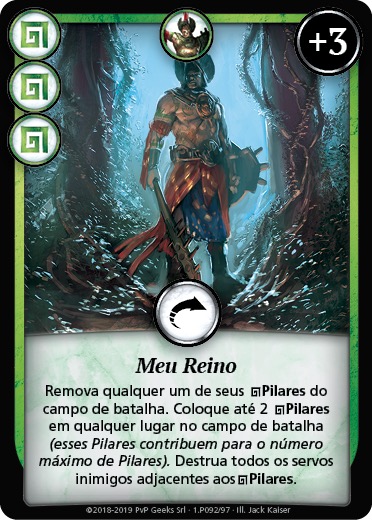 +3
Meu Reino
Remova qualquer um de seus Pilares do
campo de batalha. Coloque até 2 Pilares
em qualquer lugar no campo de batalha
(esses Pilares contribuem para o número
máximo de Pilares). Destrua todos os servos
inimigos adjacentes aos Pilares.
©2018-2019 PvP Geeks Srl · 1.P092/97 · Ill. Jack Kaiser